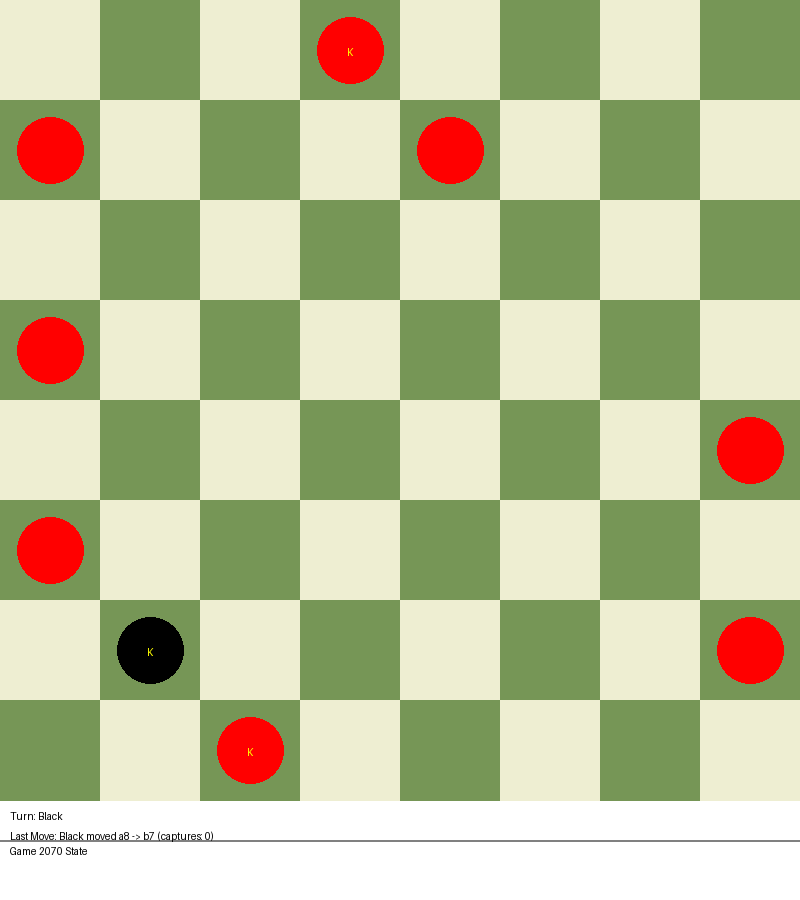 K
K
K
Turn: Black
Last Move: Black moved a8 -> b7 (captures: 0)
Game 2070 State